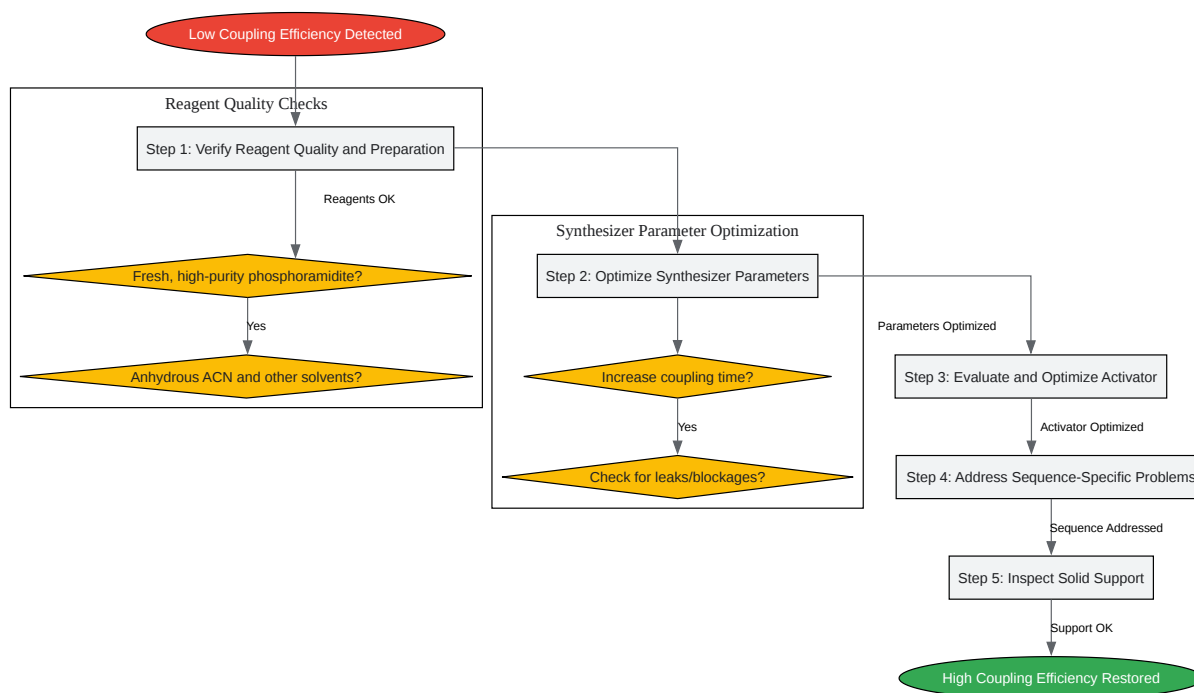 Low Coupling Efficiency Detected
Reagent Quality Checks
Step 1: Verify Reagent Quality and Preparation
Reagents OK
Fresh, high-purity phosphoramidite?
Yes
Anhydrous ACN and other solvents?
Synthesizer Parameter Optimization
Step 2: Optimize Synthesizer Parameters
Increase coupling time?
Yes
Check for leaks/blockages?
Parameters Optimized
Step 3: Evaluate and Optimize Activator
Activator Optimized
Step 4: Address Sequence-Specific Problems
Sequence Addressed
Step 5: Inspect Solid Support
Support OK
High Coupling Efficiency Restored